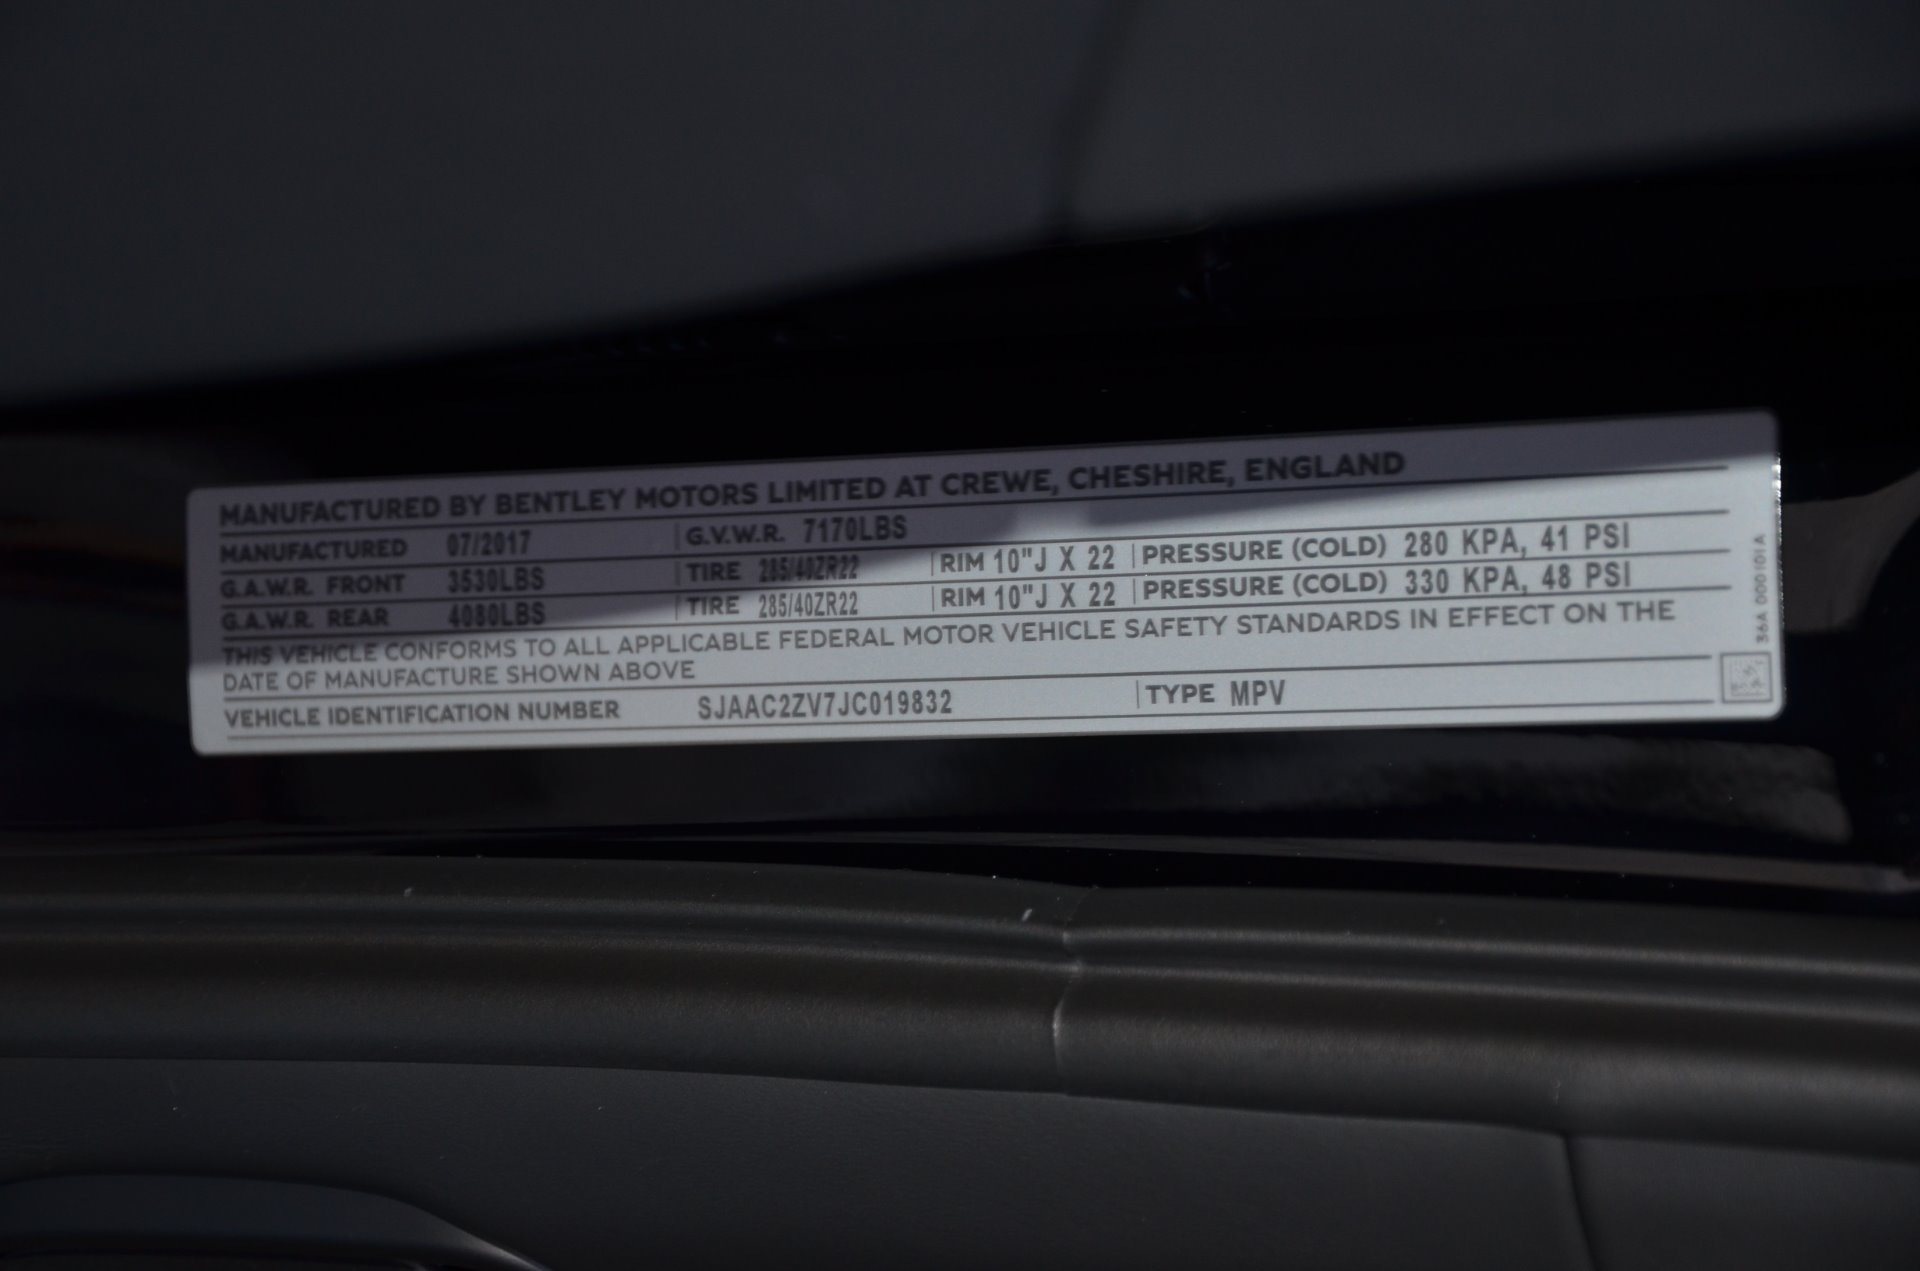 MANUFACTURED BY BENTLEY MOTORS LIMITED AT CREWE, CHESHIRE, ENGLAND
MANUFACTURED 07/2017 G.V.W.R. 7170LBS
G.A.W.R. FRONT 3530LBS TIRE 285/40ZR22 RIM 10"J X 22 PRESSURE (COLD) 280 KPA, 41 PSI
G.A.W.R. REAR 4080LBS TIRE 285/40ZR22 RIM 10"J X 22 PRESSURE (COLD) 330 KPA, 48 PSI
THIS VEHICLE CONFORMS TO ALL APPLICABLE FEDERAL MOTOR VEHICLE SAFETY STANDARDS IN EFFECT ON THE
DATE OF MANUFACTURE SHOWN ABOVE
VEHICLE IDENTIFICATION NUMBER SJAAC2ZV7JC019832 TYPE MPV
36A 000101A